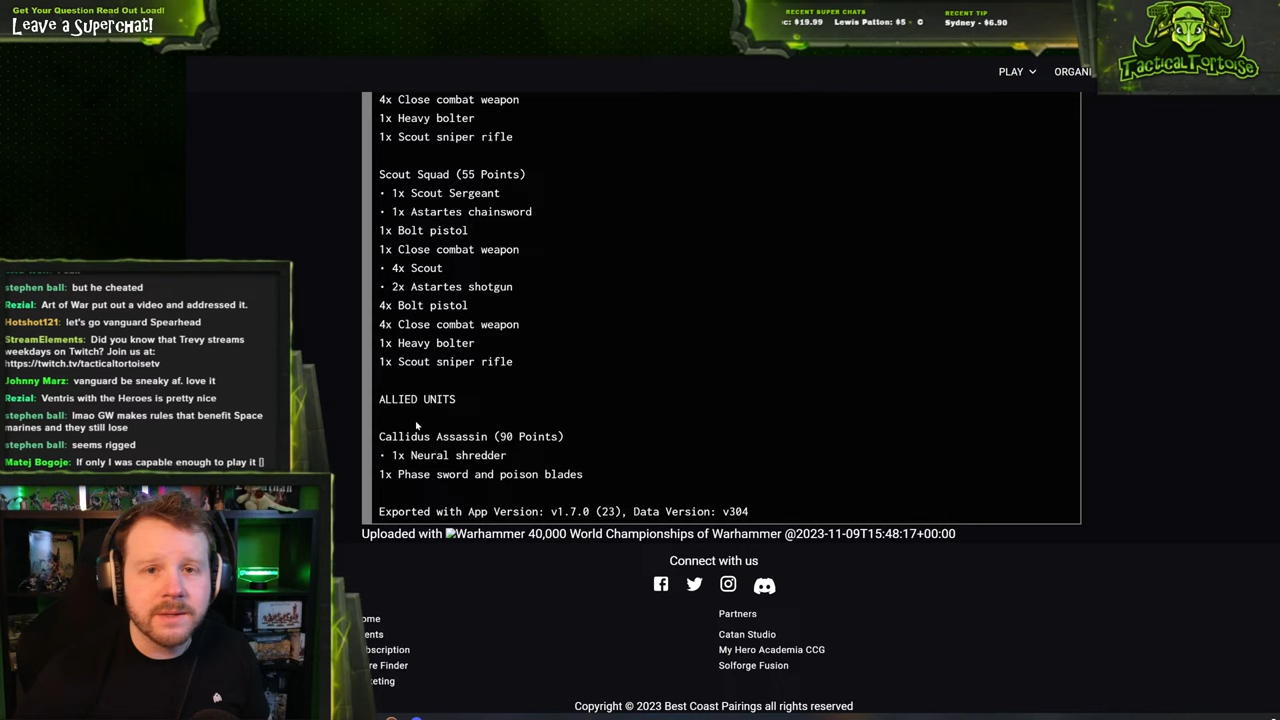 Get Your Question Read Out Load!
Leave a Superchat!
RECENT SUPER CHATS
c: $19.99 Lewis Patton: $5 - C
RECENT TIP
Sydney - $6.90
TACTICALTORTOISE
PLAY
ORGANI
4x Close combat weapon
1x Heavy bolter
1x Scout sniper rifle
Scout Squad (55 Points)
• 1x Scout Sergeant
• 1x Astartes chainsword
1x Bolt pistol
1x Close combat weapon
• 4x Scout
• 2x Astartes shotgun
4x Bolt pistol
4x Close combat weapon
1x Heavy bolter
1x Scout sniper rifle
ALLIED UNITS
Callidus Assassin (90 Points)
• 1x Neural shredder
1x Phase sword and poison blades
Exported with App Version: v1.7.0 (23), Data Version: v304
Uploaded with Warhammer 40,000 World Championships of Warhammer @2023-11-09T15:48:17+00:00
stephen ball: but he cheated
Rezial: Art of War put out a video and addressed it.
Hotshot121: let's go vanguard Spearhead
StreamElements: Did you know that Trevy streams
weekdays on Twitch? Join us at:
https://twitch.tv/tacticaltortoisetv
Johnny Marz: vanguard be sneaky af. love it
Rezial: Ventris with the Heroes is pretty nice
stephen ball: lmao GW makes rules that benefit Space
marines and they still lose
stephen ball: seems rigged
Matej Bogoje: If only I was capable enough to play it []
Connect with us
ome
ents
bscription
re Finder
keting
Partners
Catan Studio
My Hero Academia CCG
Solforge Fusion
Copyright © 2023 Best Coast Pairings all rights reserved